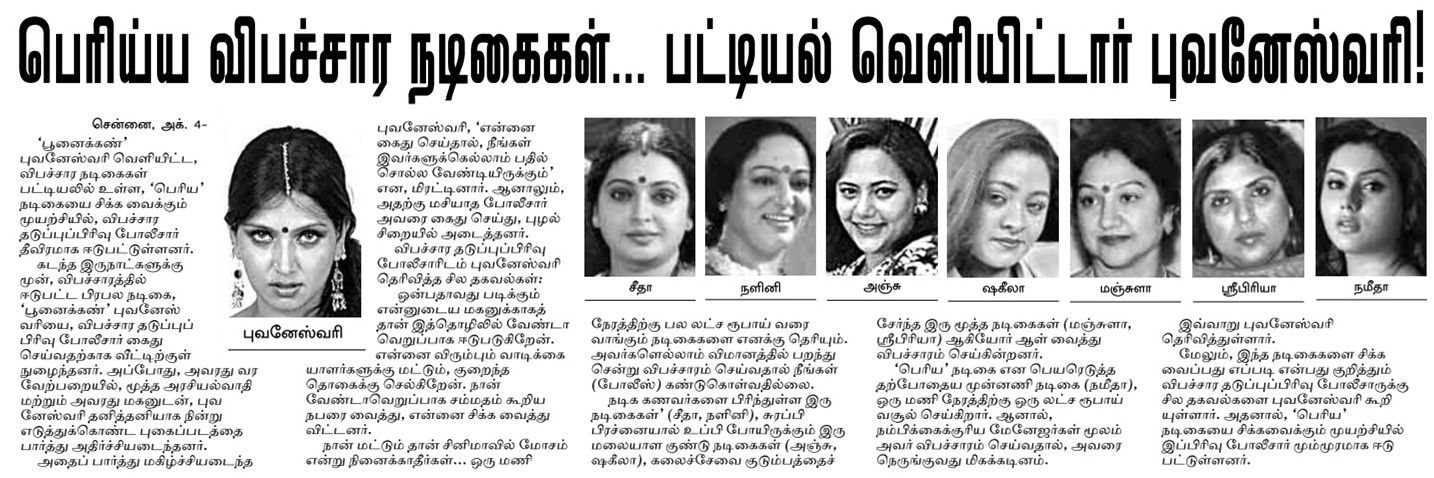 பெரிய்ய விபச்சார நடிகைகள்... பட்டியல் வெளியிட்டார் புவனேஸ்வரி!
சென்னை, அக். 4-
'பூனைக்கண்'
புவனேஸ்வரி வெளியிட்ட,
விபச்சார நடிகைகள்
பட்டியலில் உள்ள, 'பெரிய'
நடிகையை சிக்க வைக்கும்
முயற்சியில், விபச்சார
தடுப்புப்பிரிவு போலீசார்
தீவிரமாக ஈடுபட்டுள்ளனர்.
கடந்த இருநாட்களுக்கு
முன், விபச்சாரத்தில்
ஈடுபட்ட பிரபல நடிகை,
'பூனைக்கண்' புவனேஸ்
வரியை, விபச்சார தடுப்புப்
பிரிவு போலீசார் கைது
செய்வதற்காக வீட்டிற்குள்
நுழைந்தனர். அப்போது, அவரது வர
வேற்பறையில், மூத்த அரசியல்வாதி
மற்றும் அவரது மகனுடன், புவ
னேஸ்வரி தனித்தனியாக நின்று
எடுத்துக்கொண்ட புகைப்படத்தை
பார்த்து அதிர்ச்சியடைந்தனர்.
அதைப் பார்த்து மகிழ்ச்சியடைந்த
புவனேஸ்வரி
புவனேஸ்வரி, 'என்னை
கைது செய்தால், நீங்கள்
இவர்களுக்கெல்லாம் பதில்
சொல்ல வேண்டியிருக்கும்'
என, மிரட்டினார். ஆனாலும்,
அதற்கு மசியாத போலீசார்
அவரை கைது செய்து, புழல்
சிறையில் அடைத்தனர்.
விபச்சார தடுப்புப்பிரிவு
போலீசாரிடம் புவனேஸ்வரி
தெரிவித்த சில தகவல்கள்:
ஒன்பதாவது படிக்கும்
என்னுடைய மகனுக்காகத்
தான் இத்தொழிலில் வேண்டா
வெறுப்பாக ஈடுபடுகிறேன்.
என்னை விரும்பும் வாடிக்கை
யாளர்களுக்கு மட்டும், குறைந்த
தொகைக்கு செல்கிறேன். நான்
வேண்டாவெறுப்பாக சம்மதம் கூறிய
நபரை வைத்து, என்னை சிக்க வைத்து
விட்டனர்.
நான் மட்டும் தான் சினிமாவில் மோசம்
என்று நினைக்காதீர்கள்... ஒரு மணி
சீதா
நளினி
அஞ்சு
ஷகீலா
மஞ்சுளா
ஸ்ரீபிரியா
நமீதா
நேரத்திற்கு பல லட்ச ரூபாய் வரை
வாங்கும் நடிகைகளை எனக்கு தெரியும்.
அவர்களெல்லாம் விமானத்தில் பறந்து
சென்று விபச்சாரம் செய்வதால் நீங்கள்
(போலீஸ்) கண்டுகொள்வதில்லை.
நடிக கணவர்களை பிரிந்துள்ள இரு
நடிகைகள்' (சீதா, நளினி), சுரப்பி
பிரச்னையால் உப்பி போயிருக்கும் இரு
மலையாள குண்டு நடிகைகள் (அஞ்சு,
ஷகீலா), கலைச்சேவை குடும்பத்தைச்
சேர்ந்த இரு மூத்த நடிகைகள் (மஞ்சுளா,
ஸ்ரீபிரியா) ஆகியோர் ஆள் வைத்து
விபச்சாரம் செய்கின்றனர்.
'பெரிய' நடிகை என பெயரெடுத்த
தற்போதைய முன்னணி நடிகை (நமீதா),
ஒரு மணி நேரத்திற்கு ஒரு லட்ச ரூபாய்
வசூல் செய்கிறார். ஆனால்,
நம்பிக்கைக்குரிய மேனேஜர்கள் மூலம்
அவர் விபச்சாரம் செய்வதால், அவரை
நெருங்குவது மிகக்கடினம்.
இவ்வாறு புவனேஸ்வரி
தெரிவித்துள்ளார்.
மேலும், இந்த நடிகைகளை சிக்க
வைப்பது எப்படி என்பது குறித்தும்
விபச்சார தடுப்புப்பிரிவு போலீசாருக்கு
சில தகவல்களை புவனேஸ்வரி கூறி
யுள்ளார். அதனால், 'பெரிய'
நடிகையை சிக்கவைக்கும் முயற்சியில்
இப்பிரிவு போலீசார் மும்முரமாக ஈடு
பட்டுள்ளனர்.